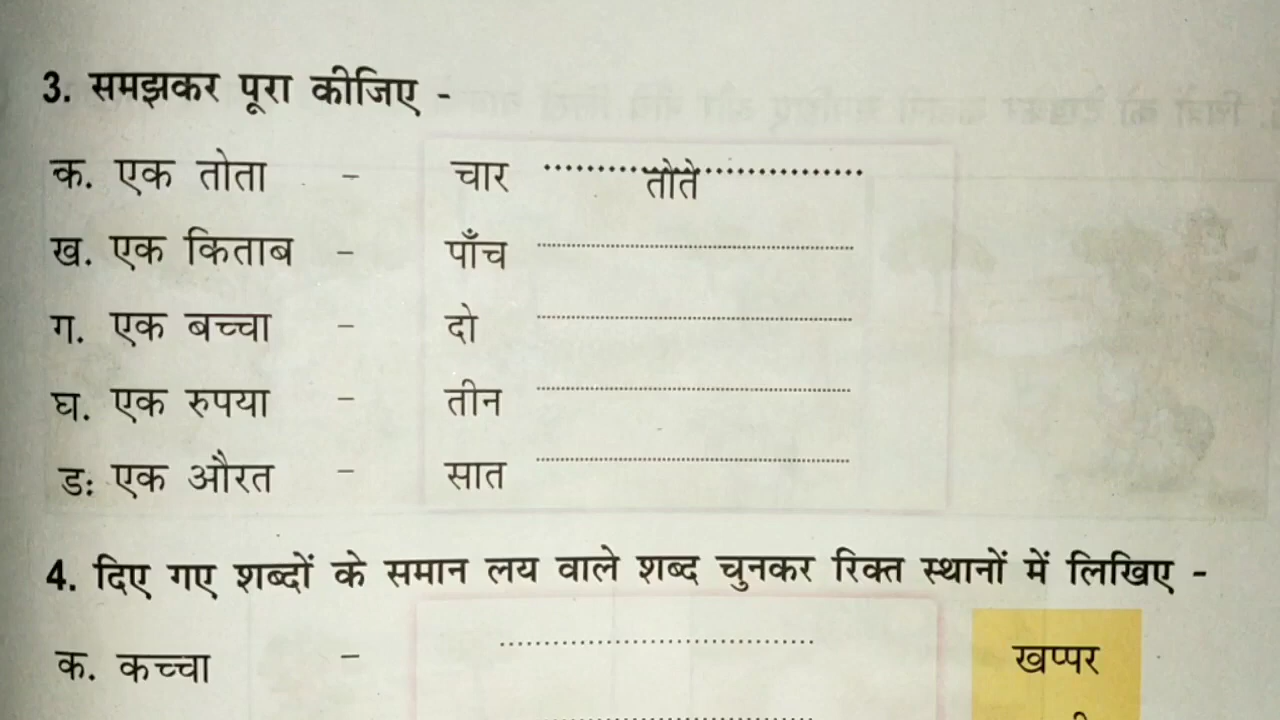 3. समझकर पूरा कीजिए -
क. एक तोता - चार ........ तोते ........
ख. एक किताब - पाँच ................
ग. एक बच्चा - दो ................
घ. एक रुपया - तीन ................
डः एक औरत - सात ................
4. दिए गए शब्दों के समान लय वाले शब्द चुनकर रिक्त स्थानों में लिखिए -
क. कच्चा - ................ खप्पर